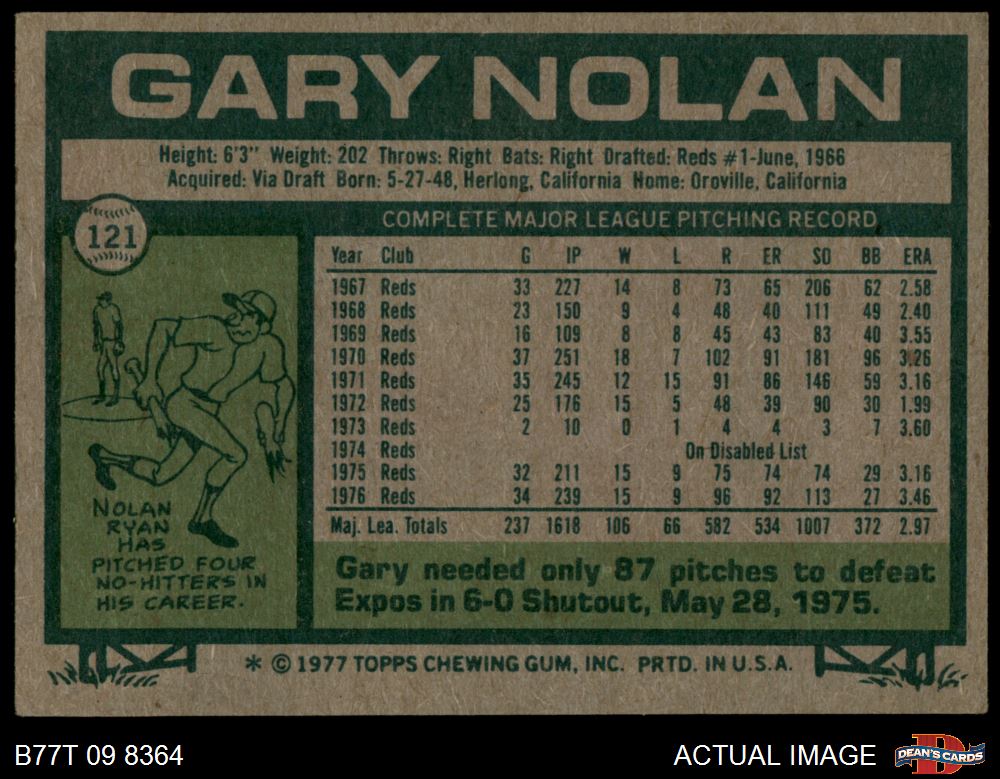 GARY NOLAN
Height: 6'3" Weight: 202 Throws: Right Bats: Right Drafted: Reds #1-June, 1966
Acquired: Via Draft Born: 5-27-48, Herlong, California Home: Oroville, California
121
COMPLETE MAJOR LEAGUE PITCHING RECORD
Year Club G IP W L R ER SO BB ERA
1967 Reds 33 227 14 8 73 65 206 62 2.58
1968 Reds 23 150 9 4 48 40 111 49 2.40
1969 Reds 16 109 8 8 45 43 83 40 3.55
1970 Reds 37 251 18 7 102 91 181 96 3.26
1971 Reds 35 245 12 15 91 86 146 59 3.16
1972 Reds 25 176 15 5 48 39 90 30 1.99
1973 Reds 2 10 0 1 4 4 3 7 3.60
1974 Reds On Disabled List
1975 Reds 32 211 15 9 75 74 74 29 3.16
1976 Reds 34 239 15 9 96 92 113 27 3.46
Maj. Lea. Totals 237 1618 106 66 582 534 1007 372 2.97
NOLAN
RYAN
HAS
PITCHED FOUR
NO-HITTERS IN
HIS CAREER.
Gary needed only 87 pitches to defeat
Expos in 6-0 Shutout, May 28, 1975.
* © 1977 TOPPS CHEWING GUM, INC. PRTD. IN U.S.A.
B77T 09 8364
ACTUAL IMAGE
DEAN'S CARDS